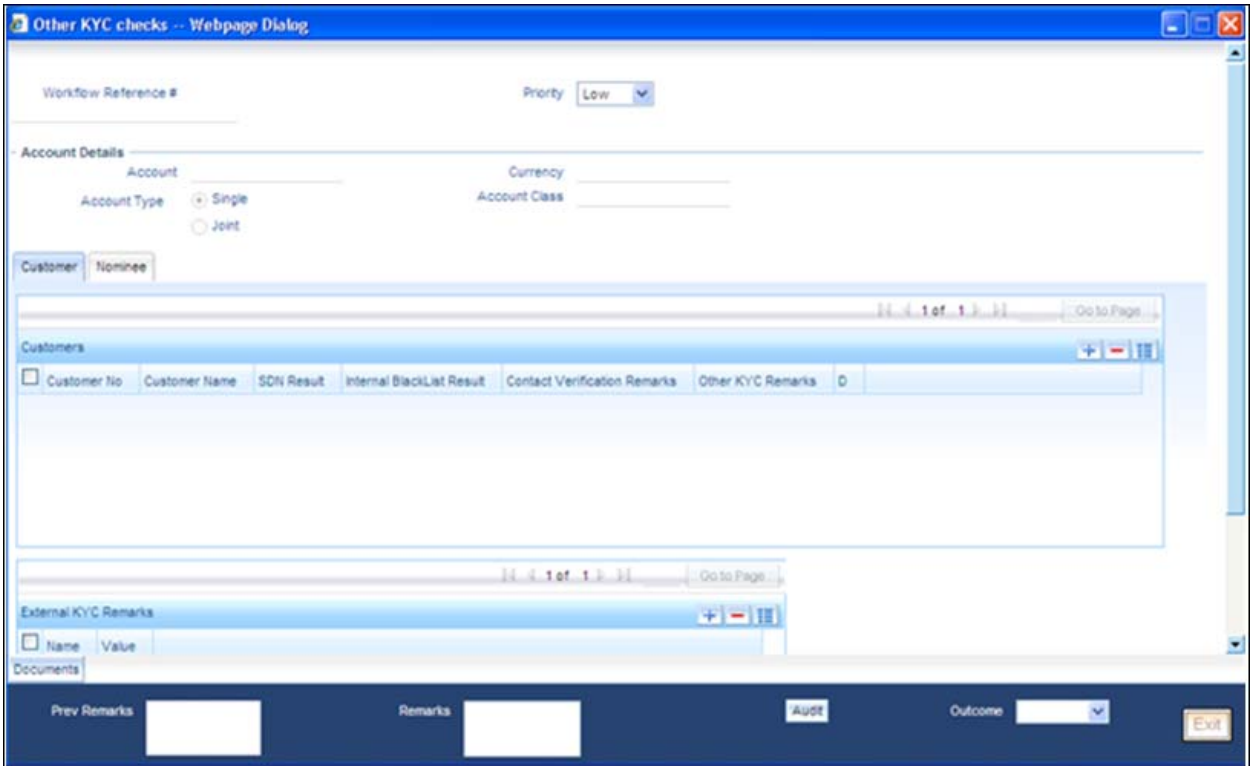 Other KYC checks -- Webpage Dialog
Workflow Reference # Priority Low
Account Details
Account Currency
Account Type Single Account Class
Joint
Customer Nominee
1 of 1 Go to Page
Customers
Customer No Customer Name SDN Result Internal BlackList Result Contact Verification Remarks Other KYC Remarks D
1 of 1 Go to Page
External KYC Remarks
Name Value
Documents
Prev Remarks Remarks 'Audit Outcome Exit